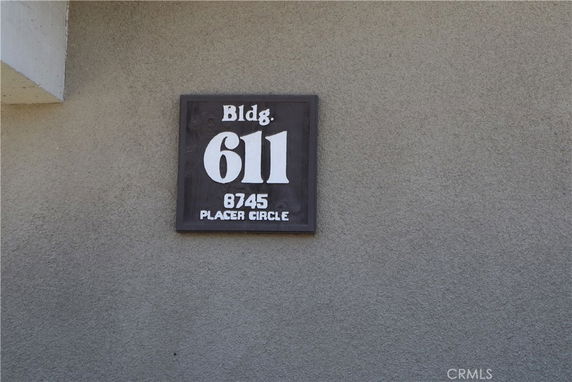 Bldg.
611
8745
PLACER CIRCLE
CRMLS